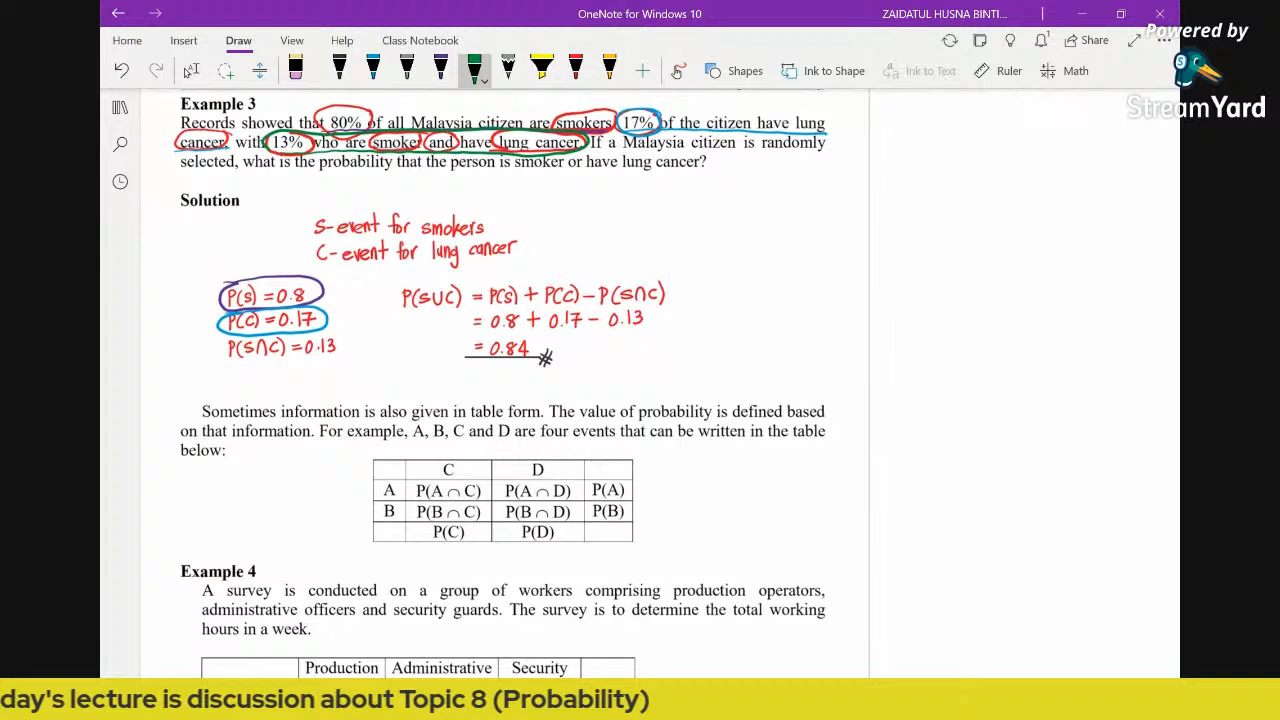 OneNote for Windows 10
ZAIDATUL HUSNA BINTI...
Powered by
StreamYard
Home Insert Draw View Help Class Notebook
Share
Shapes Ink to Shape Ink to Text Ruler Math
Example 3
Records showed that 80% of all Malaysia citizen are smokers 17% of the citizen have lung
cancer with 13% who are smoker and have lung cancer. If a Malaysia citizen is randomly
selected, what is the probability that the person is smoker or have lung cancer?
Solution
S-event for smokers
C-event for lung cancer
P(S) = 0.8
P(C) = 0.17
P(S∩C) = 0.13
P(S∪C) = P(S) + P(C) − P(S∩C)
= 0.8 + 0.17 − 0.13
= 0.84 #
Sometimes information is also given in table form. The value of probability is defined based
on that information. For example, A, B, C and D are four events that can be written in the table
below:
C D
A P(A ∩ C) P(A ∩ D) P(A)
B P(B ∩ C) P(B ∩ D) P(B)
P(C) P(D)
Example 4
A survey is conducted on a group of workers comprising production operators,
administrative officers and security guards. The survey is to determine the total working
hours in a week.
Production Administrative Security
day's lecture is discussion about Topic 8 (Probability)